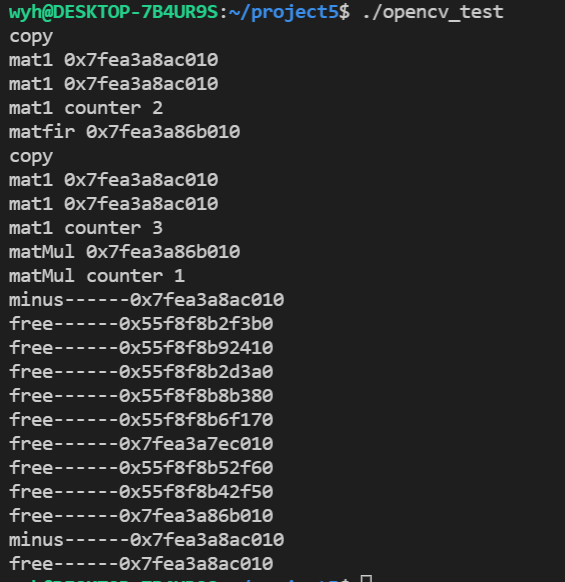 wyh@DESKTOP-7B4UR9S:~/project5$ ./opencv_test
copy
mat1 0x7fea3a8ac010
mat1 0x7fea3a8ac010
mat1 counter 2
matfir 0x7fea3a86b010
copy
mat1 0x7fea3a8ac010
mat1 0x7fea3a8ac010
mat1 counter 3
matMul 0x7fea3a86b010
matMul counter 1
minus------0x7fea3a8ac010
free------0x55f8f8b2f3b0
free------0x55f8f8b92410
free------0x55f8f8b2d3a0
free------0x55f8f8b8b380
free------0x55f8f8b6f170
free------0x7fea3a7ec010
free------0x55f8f8b52f60
free------0x55f8f8b42f50
free------0x7fea3a86b010
minus------0x7fea3a8ac010
free------0x7fea3a8ac010